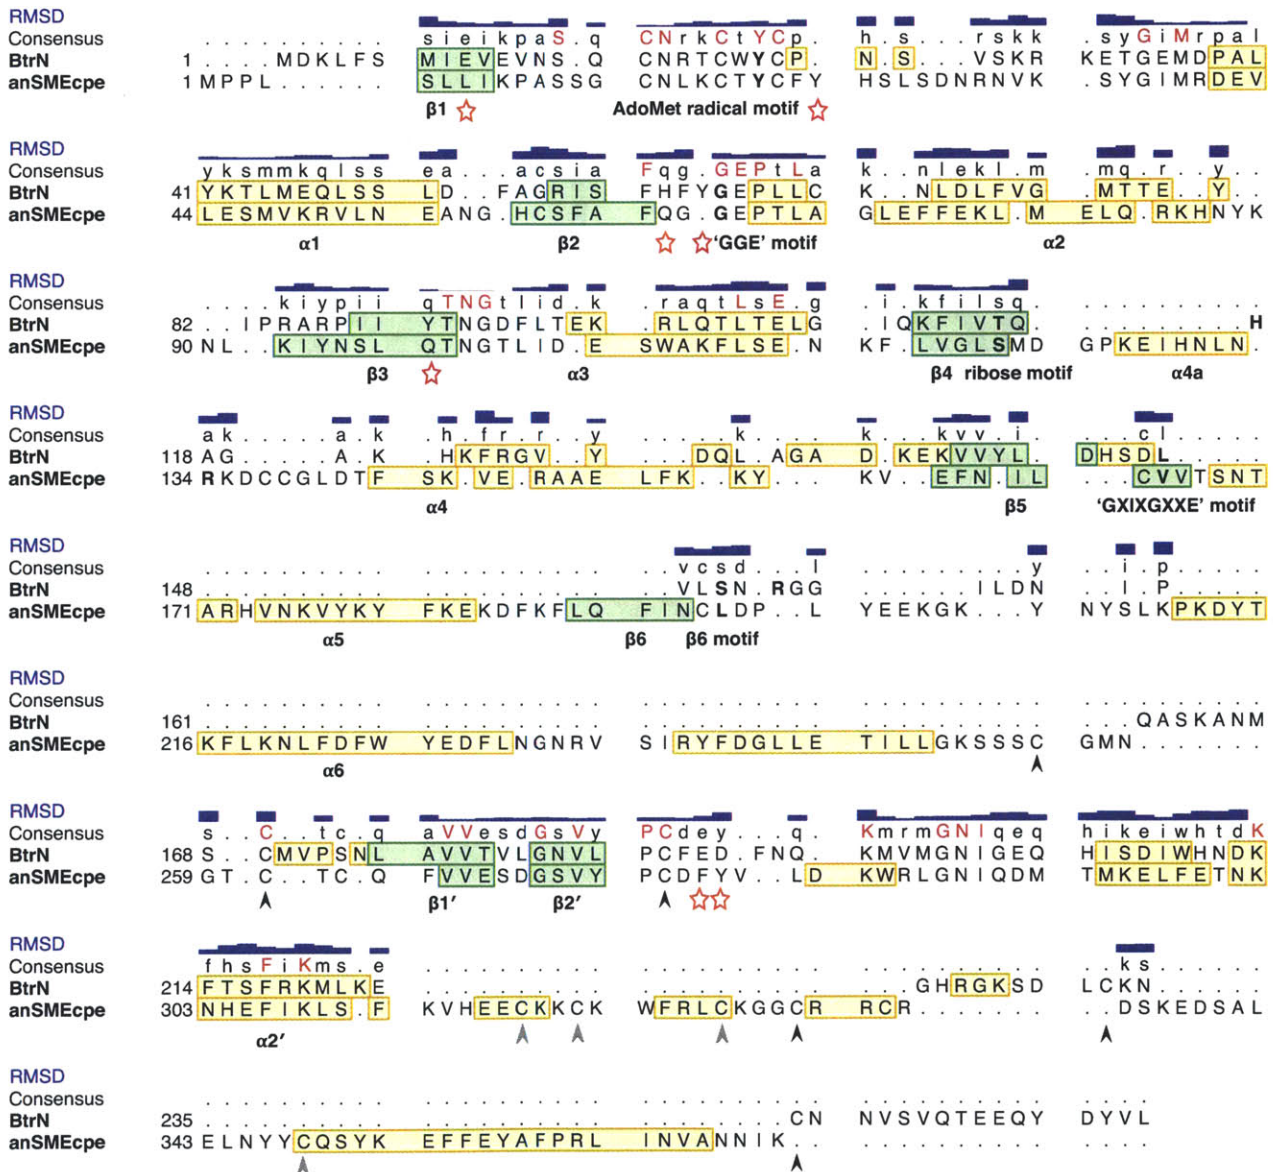 RMSD
Consensus . . . . . . . . . . s i e i k p a S . q C N r k C t Y C p . h . s . . . r s k k . s y G i M r p a l
BtrN 1 . . . . M D K L F S M I E V E V N S . Q C N R T C W Y C P . N . S . . . V S K R K E T G E M D P A L
anSMEcpe 1 M P P L . . . . . . S L L I K P A S S G C N L K C T Y C F Y H S L S D N R N V K . S Y G I M R D E V
β1 ☆ AdoMet radical motif ☆
RMSD
Consensus y k s m m k q l s s e a . . a c s i a F q g . G E P t L a k . . n l e k l . m . m q . r . . y .
BtrN 41 Y K T L M E Q L S S L D . . F A G R I S F H F Y G E P L L C K . . N L D L F V G . M T T E . . Y .
anSMEcpe 44 L E S M V K R V L N E A N G . H C S F A F Q G . G E P T L A G L E F F E K L . M E L Q . R K H N Y K
α1 β2 ☆ ☆ 'GGE' motif α2
RMSD
Consensus . . . . k i y p i i q T N G t l i d . k . r a q t L s E . g . i . k f i l s q . . . . . . . . . .
BtrN 82 . . I P R A R P I I Y T N G D F L T E K . R L Q T L T E L G . I Q K F I V T Q . . . . . . . . . H
anSMEcpe 90 N L . . K I Y N S L Q T N G T L I D . E S W A K F L S E . N K F . L V G L S M D G P K E I H N L N .
β3 ☆ α3 β4 ribose motif α4a
RMSD
Consensus a k . . . . . a . k . h . f r . r . . y . . . . . k . . . . . . k . . . k v v . i . . . . c l . . . . .
BtrN 118 A G . . . . . A . K . H K F R G V . . Y . . . . D Q L . A G A . D . K E K V V Y L . D H S D L . . . . .
anSMEcpe 134 R K D C C G L D T F . S K . V E . R A A E L F K . . K Y . . . K V . . E F N . I L . . . C V V T S N T
α4 β5 'GXIXGXXE' motif
RMSD
Consensus . . . . . . . . . . . . . . v c s d . . . l . . . . . . . . y . . i . p . . . . .
BtrN 148 . . . . . . . . . . . . . . V L S N . R G G . . . . . . I L D N . . I . P . . . . .
anSMEcpe 171 A R H V N K V Y K Y F K E K D F K F L Q F I N C L D P . . L Y E E K G K . . . Y N Y S L K P K D Y T
α5 β6 β6 motif
RMSD
Consensus . . . . . . . . . .
BtrN 161 . . . . . . . . . . Q A S K A N M
anSMEcpe 216 K F L K N L F D F W Y E D F L N G N R V S I R Y F D G L L E T I L L G K S S S C G M N . . . . . . .
α6
RMSD
Consensus s . . C . . t c . q a V V e s d G s V y P C d e y . . . q . K m r m G N I q e q h i k e i w h t d K
BtrN 168 S . . C M V P S N L A V V T V L G N V L P C F E D . F N Q . K M V M G N I G E Q H I S D I W H N D K
anSMEcpe 259 G T . C . . T C . Q F V V E S D G S V Y P C D F Y V . . L D K W R L G N I Q D M T M K E L F E T N K
β1′ β2′ ☆☆
RMSD
Consensus f h s F i K m s . e . . . . . . . . . . k s . . . . . .
BtrN 214 F T S F R K M L K E . . . . . . . . . . G H R G K S D L C K N . . . . . .
anSMEcpe 303 N H E F I K L S . F K V H E E C K K C K W F R L C K G G C R R C R . . . . . . . . . D S K E D S A L
α2′
RMSD
Consensus . . . . . . . . . .
BtrN 235 . . . . . . . . . . C N N V S V Q T E E Q Y D Y V L
anSMEcpe 343 E L N Y Y C Q S Y K E F F E Y A F P R L I N V A N N I K . . . . . . . . . . . . . . . .